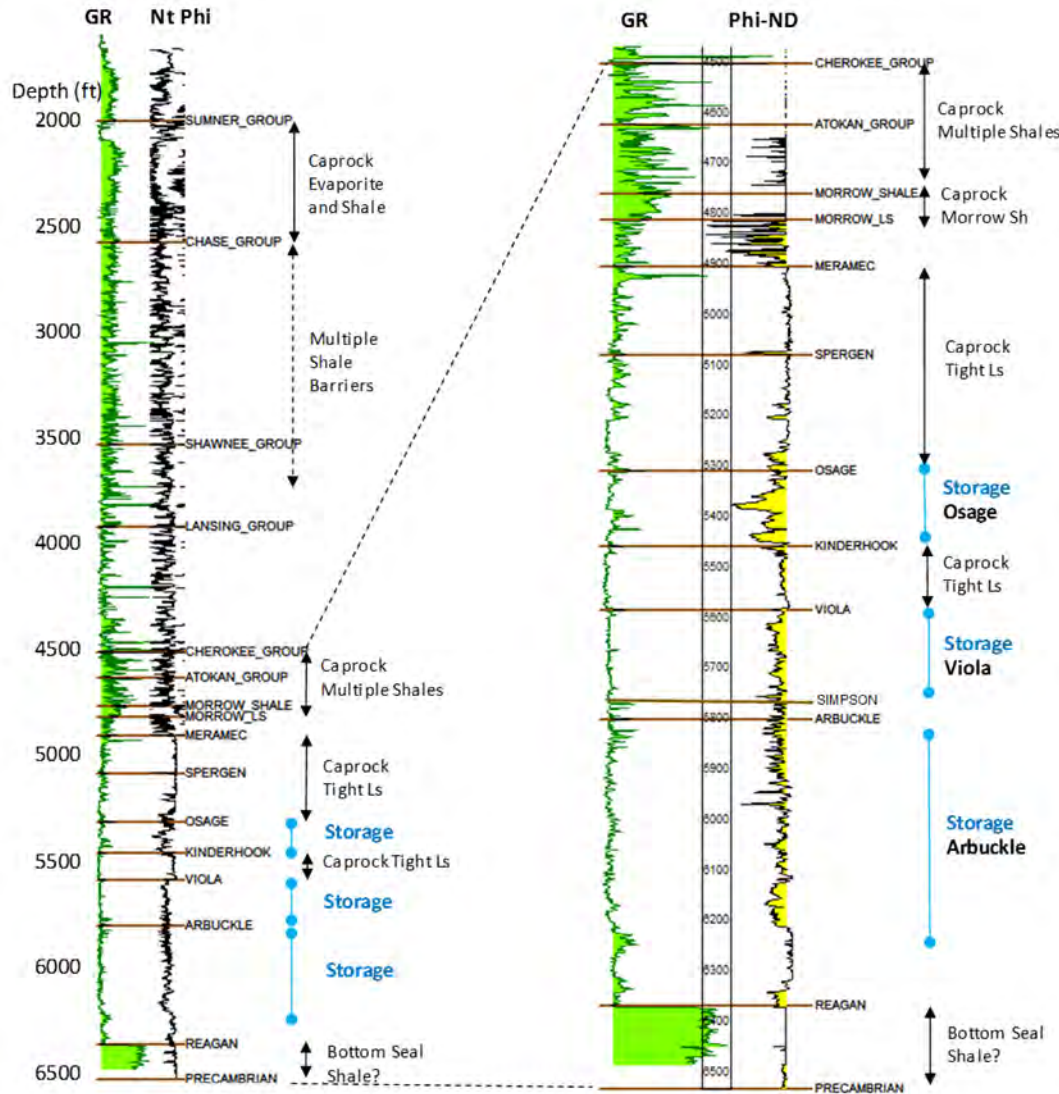 GR Nt Phi
Depth (ft)
2000
SUMNER_GROUP
Caprock
Evaporite
and Shale
2500
CHASE_GROUP
3000
Multiple
Shale
Barriers
3500
SHAWNEE_GROUP
LANSING_GROUP
4000
4500
CHEROKEE_GROUP
ATOKAN_GROUP
Caprock
Multiple Shales
MORROW_SHALE
MORROW_LS
MERAMEC
5000
SPERGEN
Caprock
Tight Ls
OSAGE
Storage
5500
KINDERHOOK
Caprock Tight Ls
VIOLA
Storage
ARBUCKLE
6000
Storage
REAGAN
Bottom Seal
Shale?
6500
PRECAMBRIAN
GR Phi-ND
4500
CHEROKEE_GROUP
4600
Caprock
Multiple Shales
ATOKAN_GROUP
4700
MORROW_SHALE
Caprock
Morrow Sh
4800
MORROW_LS
4900
MERAMEC
5000
SPERGEN
5100
Caprock
Tight Ls
5200
5300
OSAGE
Storage
Osage
5400
KINDERHOOK
5500
Caprock
Tight Ls
VIOLA
5600
Storage
Viola
5700
SIMPSON
5800
ARBUCKLE
5900
6000
Storage
Arbuckle
6100
6200
6300
REAGAN
6400
Bottom Seal
Shale?
6500
PRECAMBRIAN